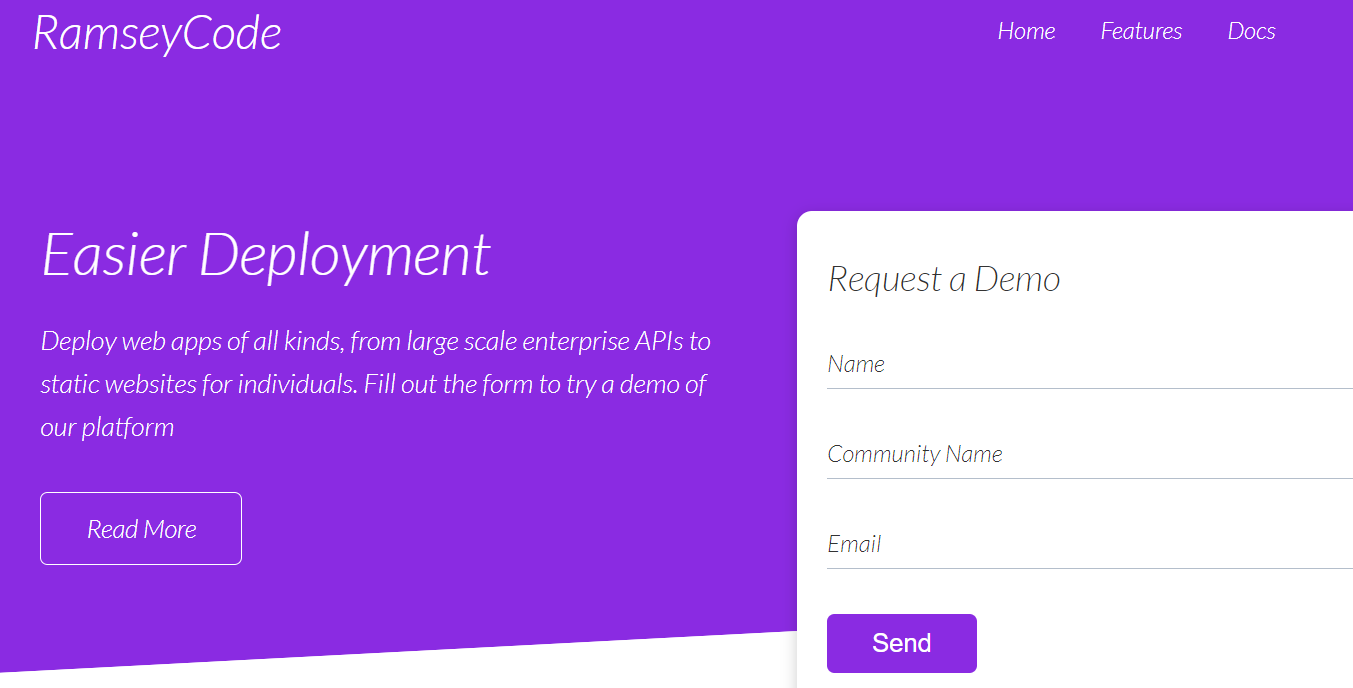 RamseyCode
Home Features Docs
Easier Deployment
Deploy web apps of all kinds, from large scale enterprise APIs to
static websites for individuals. Fill out the form to try a demo of
our platform
Read More
Request a Demo
Name
Community Name
Email
Send